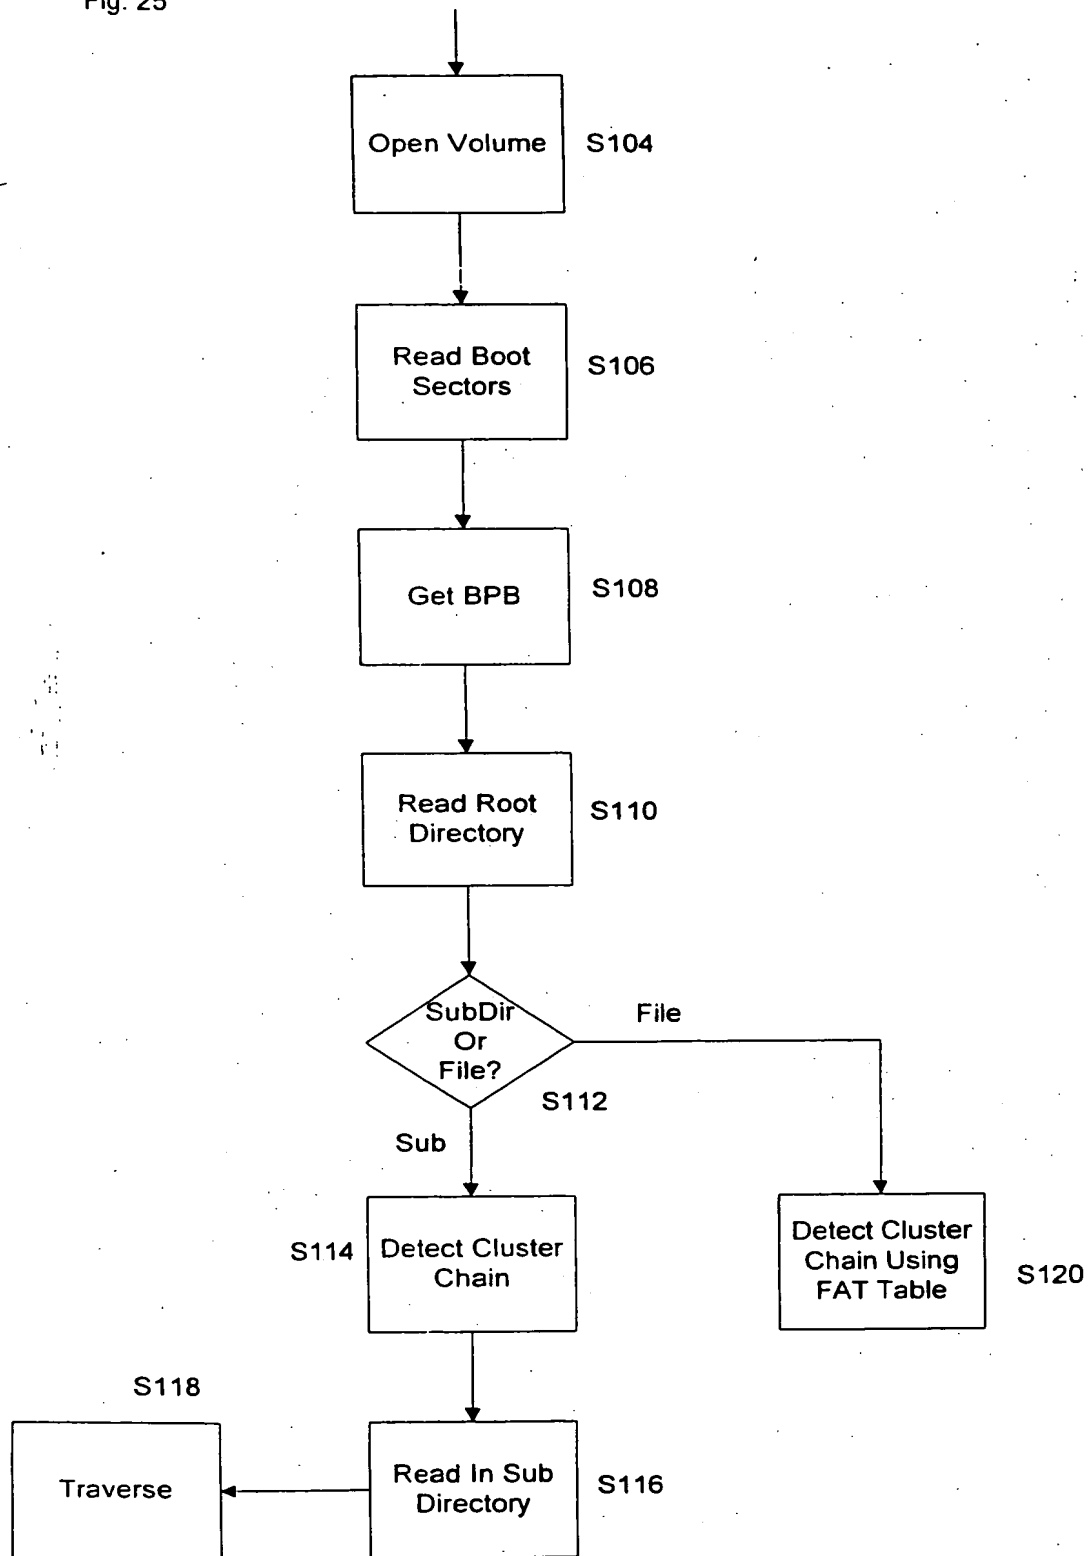 Fig. 25
Open Volume
S104
Read Boot
Sectors
S106
Get BPB
S108
Read Root
Directory
S110
SubDir
Or
File?
S112
File
Sub
S114
Detect Cluster
Chain
Detect Cluster
Chain Using
FAT Table
S120
S118
Traverse
Read In Sub
Directory
S116